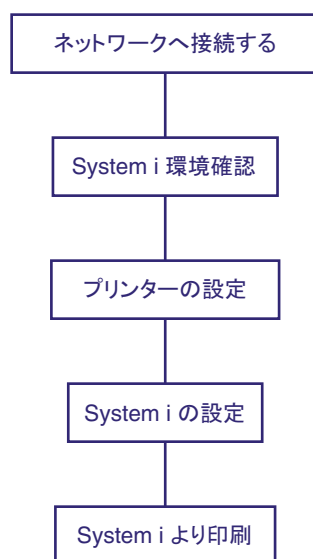 ネットワークへ接続する
System i 環境確認
プリンターの設定
System i の設定
System i より印刷